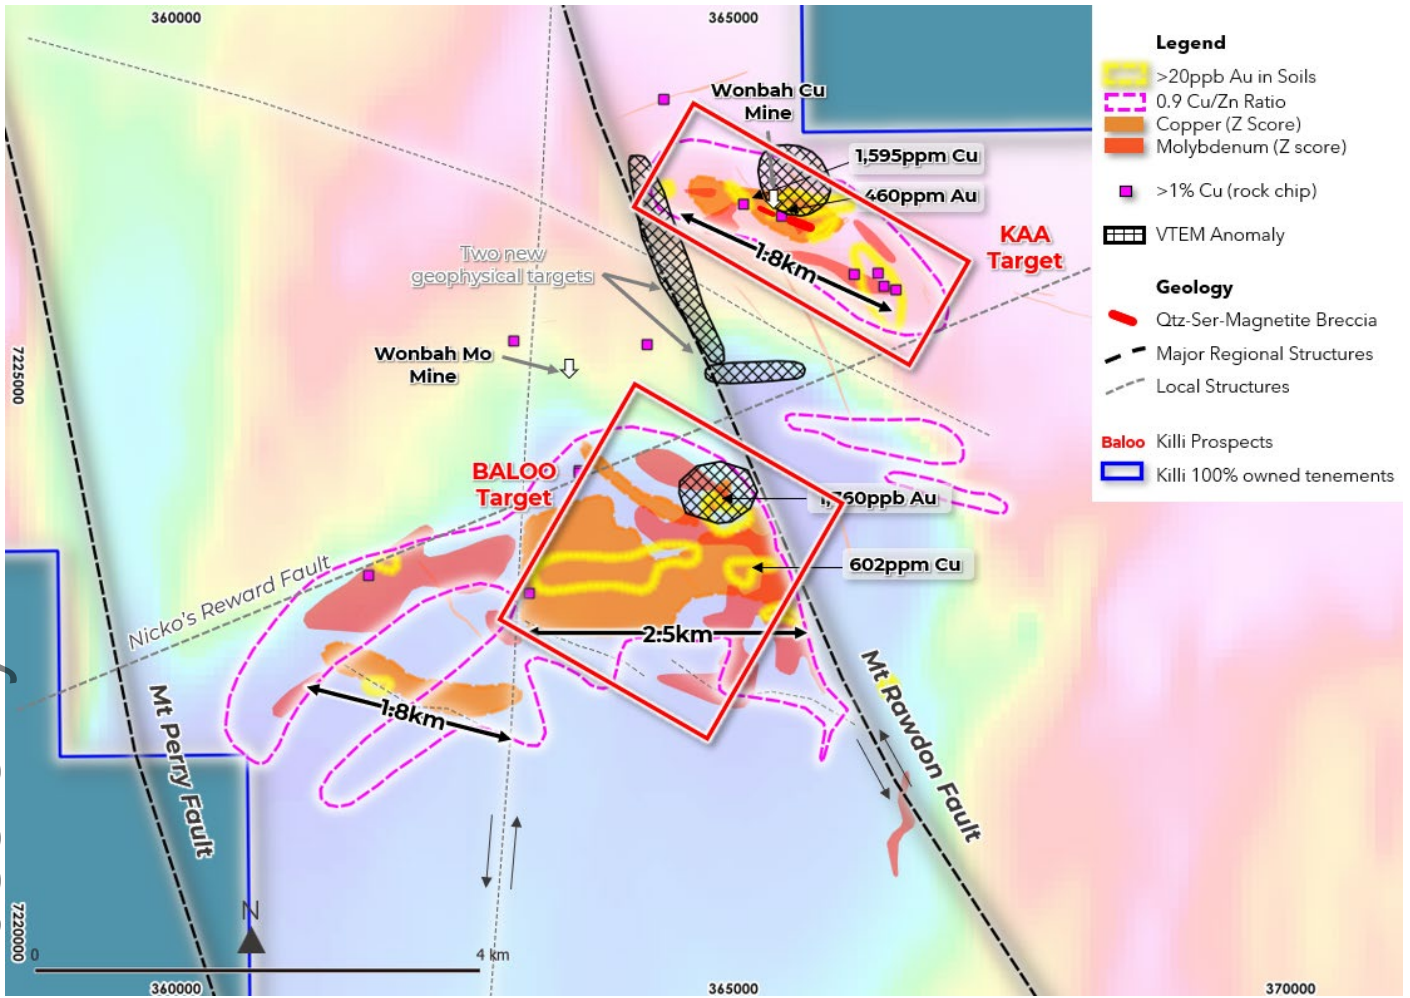 360000
365000
Wonbah Cu
Mine
1,595ppm Cu
460ppm Au
KAA
Target
1.8km
Two new
geophysical targets
7225000
Wonbah Mo
Mine
BALOO
Target
1,760ppb Au
602ppm Cu
2.5km
Nicko's Reward Fault
1.8km
Mt Perry Fault
Mt Rawdon Fault
7220000
N
0
4 km
360000
365000
370000
Legend
>20ppb Au in Soils
0.9 Cu/Zn Ratio
Copper (Z Score)
Molybdenum (Z score)
>1% Cu (rock chip)
VTEM Anomaly
Geology
Qtz-Ser-Magnetite Breccia
Major Regional Structures
Local Structures
Baloo Killi Prospects
Killi 100% owned tenements